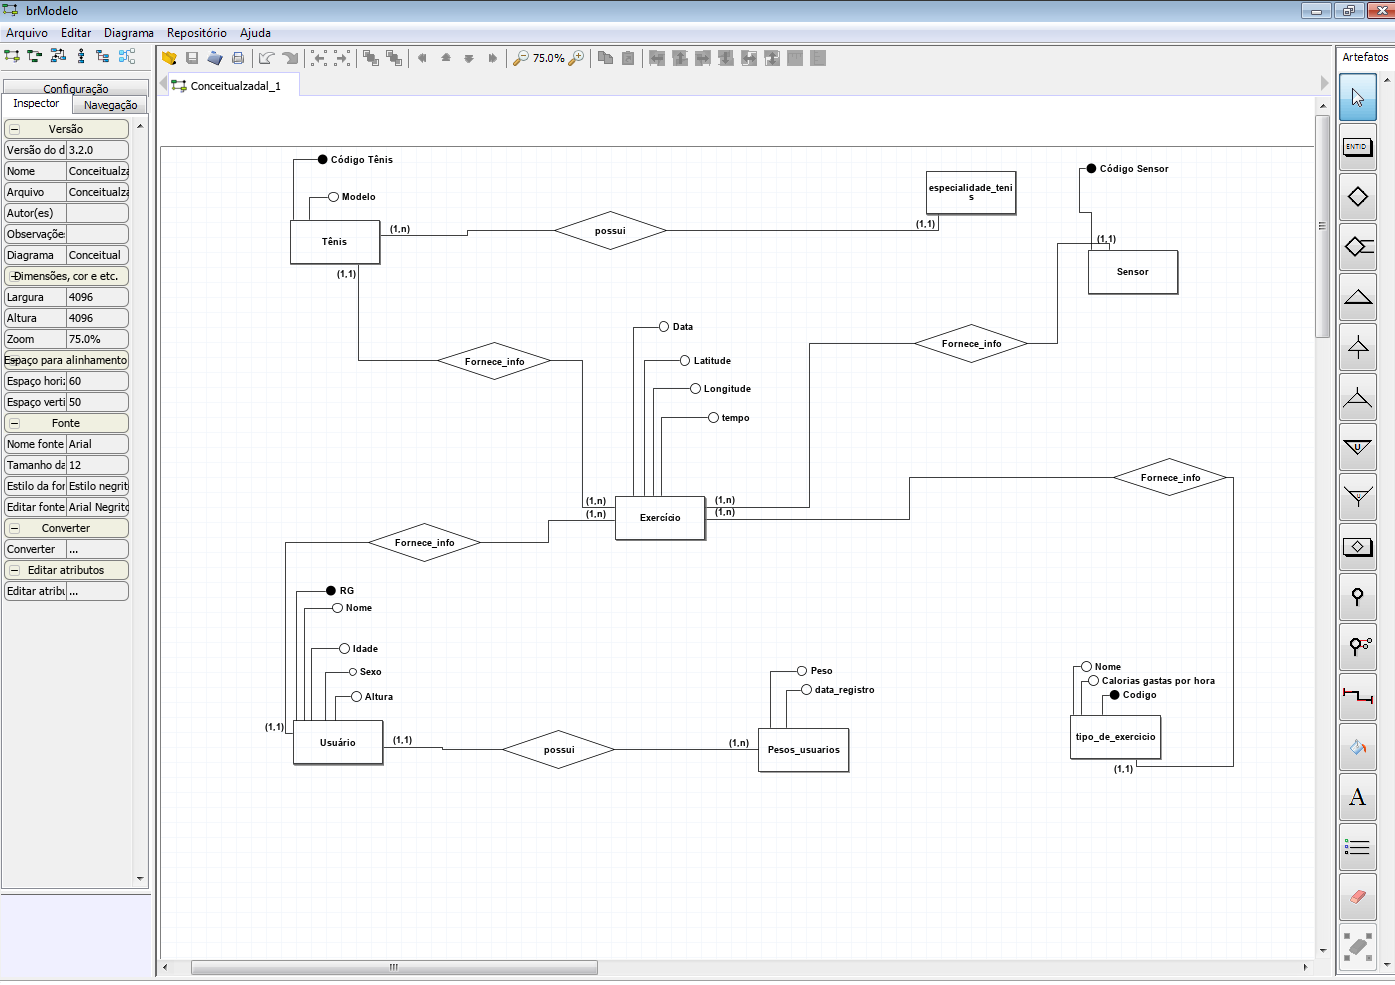 brModelo
Arquivo Editar Diagrama Repositório Ajuda
75.0%
Artefatos
Conceitualzadal_1
Configuração
Inspector Navegação
Versão
Versão do d 3.2.0
Nome Conceitualza
Arquivo Conceitualza
Autor(es)
Observaçõe
Diagrama Conceitual
Dimensões, cor e etc.
Largura 4096
Altura 4096
Zoom 75.0%
Espaço para alinhamento
Espaço hori: 60
Espaço verti 50
Fonte
Nome fonte Arial
Tamanho da 12
Estilo da for Estilo negrit
Editar fonte Arial Negrito
Converter
Converter ...
Editar atributos
Editar atribu ...
Código Tênis
Modelo
Tênis
(1,n)
(1,1)
possui
especialidade_teni
s
(1,1)
Código Sensor
(1,1)
Sensor
Fornece_info
Data
Latitude
Longitude
tempo
Fornece_info
(1,n)
(1,n)
Exercício
(1,n)
(1,n)
Fornece_info
Fornece_info
RG
Nome
Idade
Sexo
Altura
(1,1)
Usuário
(1,1)
possui
(1,n)
Peso
data_registro
Pesos_usuarios
Nome
Calorias gastas por hora
Codigo
tipo_de_exercicio
(1,1)
ENTID
U
U
A